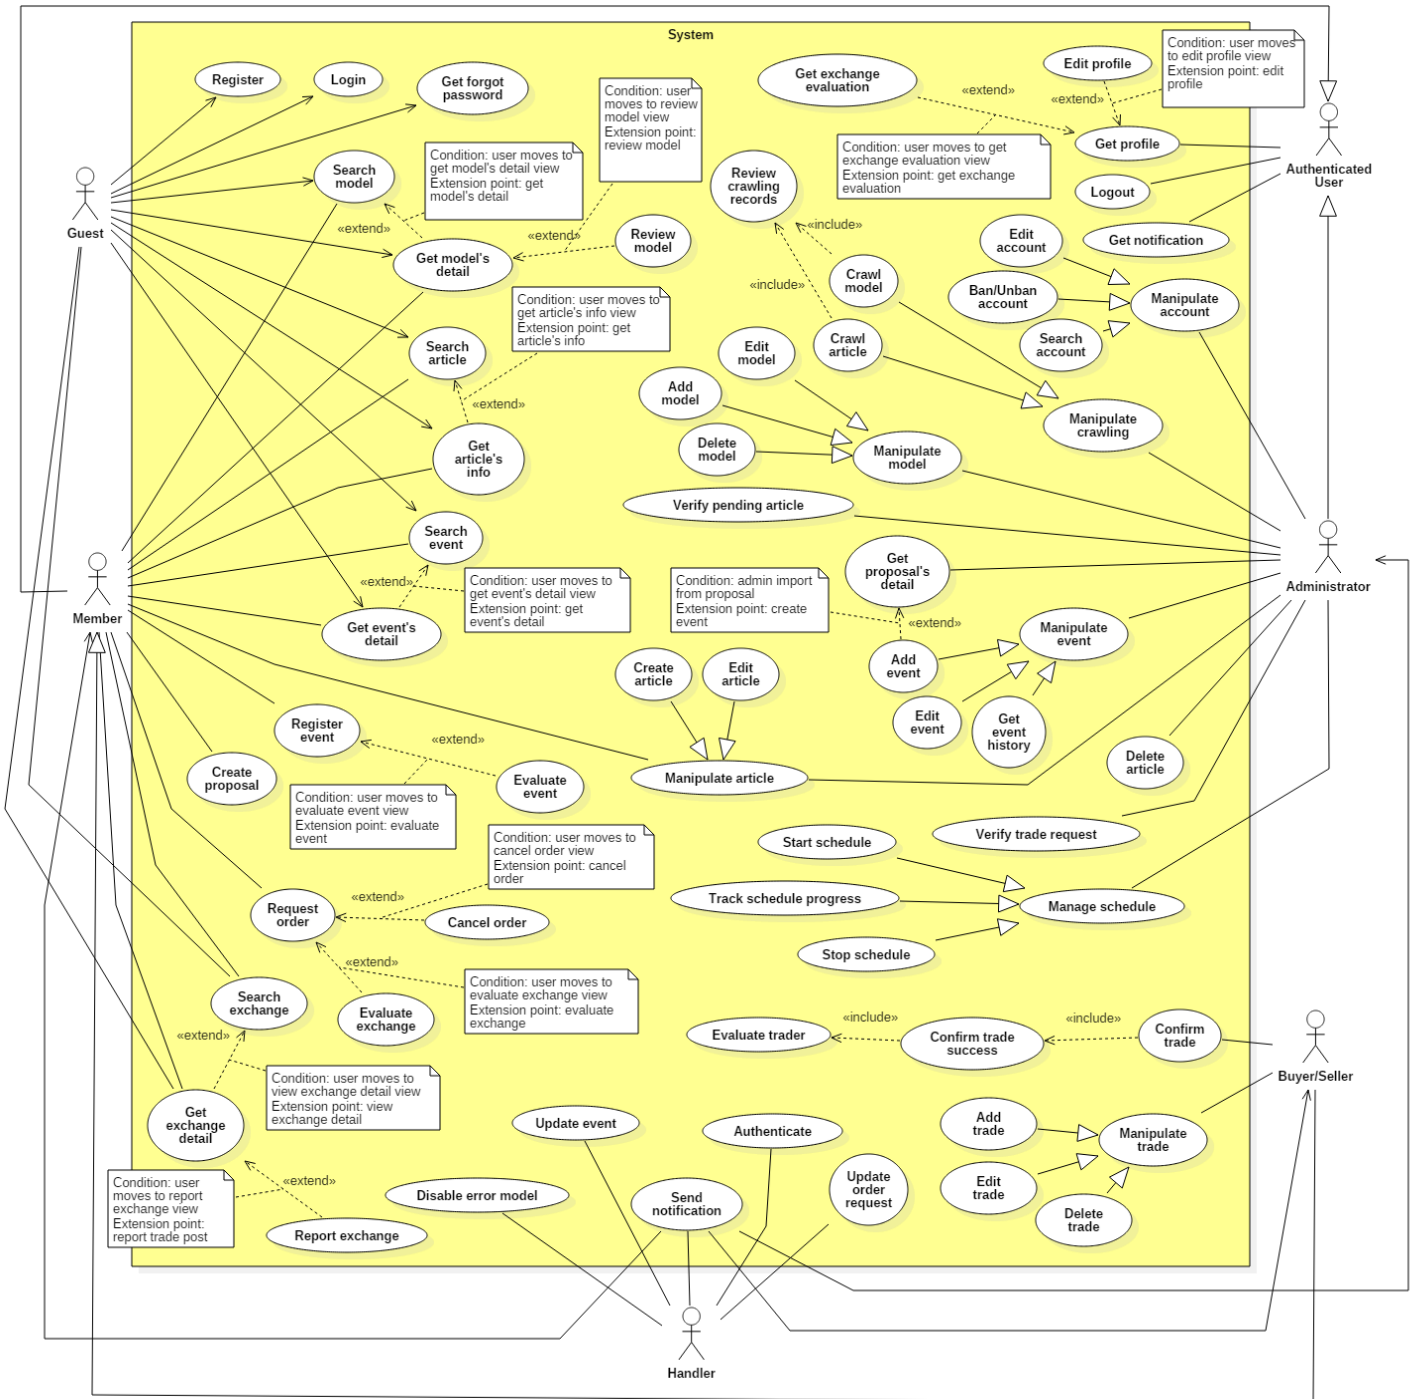 System
Register
Login
Get forgot
password
Condition: user
moves to review
model view
Extension point:
review model
Get exchange
evaluation
«extend»
Edit profile
«extend»
Condition: user moves
to edit profile view
Extension point: edit
profile
Get profile
Authenticated
User
Logout
Get notification
Condition: user moves to get
exchange evaluation view
Extension point: get exchange
evaluation
Guest
Search
model
Condition: user moves to
get model's detail view
Extension point: get
model's detail
«extend»
Get model's
detail
«extend»
Review
model
Review
crawling
records
«include»
Crawl
model
«include»
Crawl
article
Edit
account
Ban/Unban
account
Search
account
Manipulate
account
Condition: user moves to
get article's info view
Extension point: get
article's info
Search
article
«extend»
Get
article's
info
Edit
model
Add
model
Delete
model
Manipulate
model
Manipulate
crawling
Verify pending article
Search
event
«extend»
Condition: user moves to
get event's detail view
Extension point: get
event's detail
Get event's
detail
Member
Get
proposal's
detail
Condition: admin import
from proposal
Extension point: create
event
«extend»
Add
event
Manipulate
event
Edit
event
Get
event
history
Administrator
Create
article
Edit
article
Manipulate article
Delete
article
Verify trade request
Register
event
«extend»
Evaluate
event
Create
proposal
Condition: user moves to
evaluate event view
Extension point: evaluate
event
Condition: user moves to
cancel order view
Extension point: cancel
order
Start schedule
Track schedule progress
Stop schedule
Manage schedule
Request
order
«extend»
Cancel order
«extend»
Condition: user moves to
evaluate exchange view
Extension point: evaluate
exchange
Evaluate
exchange
Search
exchange
«extend»
Condition: user moves to
view exchange detail view
Extension point: view
exchange detail
Get
exchange
detail
Evaluate trader
«include»
Confirm trade
success
«include»
Confirm
trade
Buyer/Seller
Add
trade
Edit
trade
Delete
trade
Manipulate
trade
Condition: user
moves to report
exchange view
Extension point:
report trade post
«extend»
Report exchange
Update event
Disable error model
Send
notification
Authenticate
Update
order
request
Handler